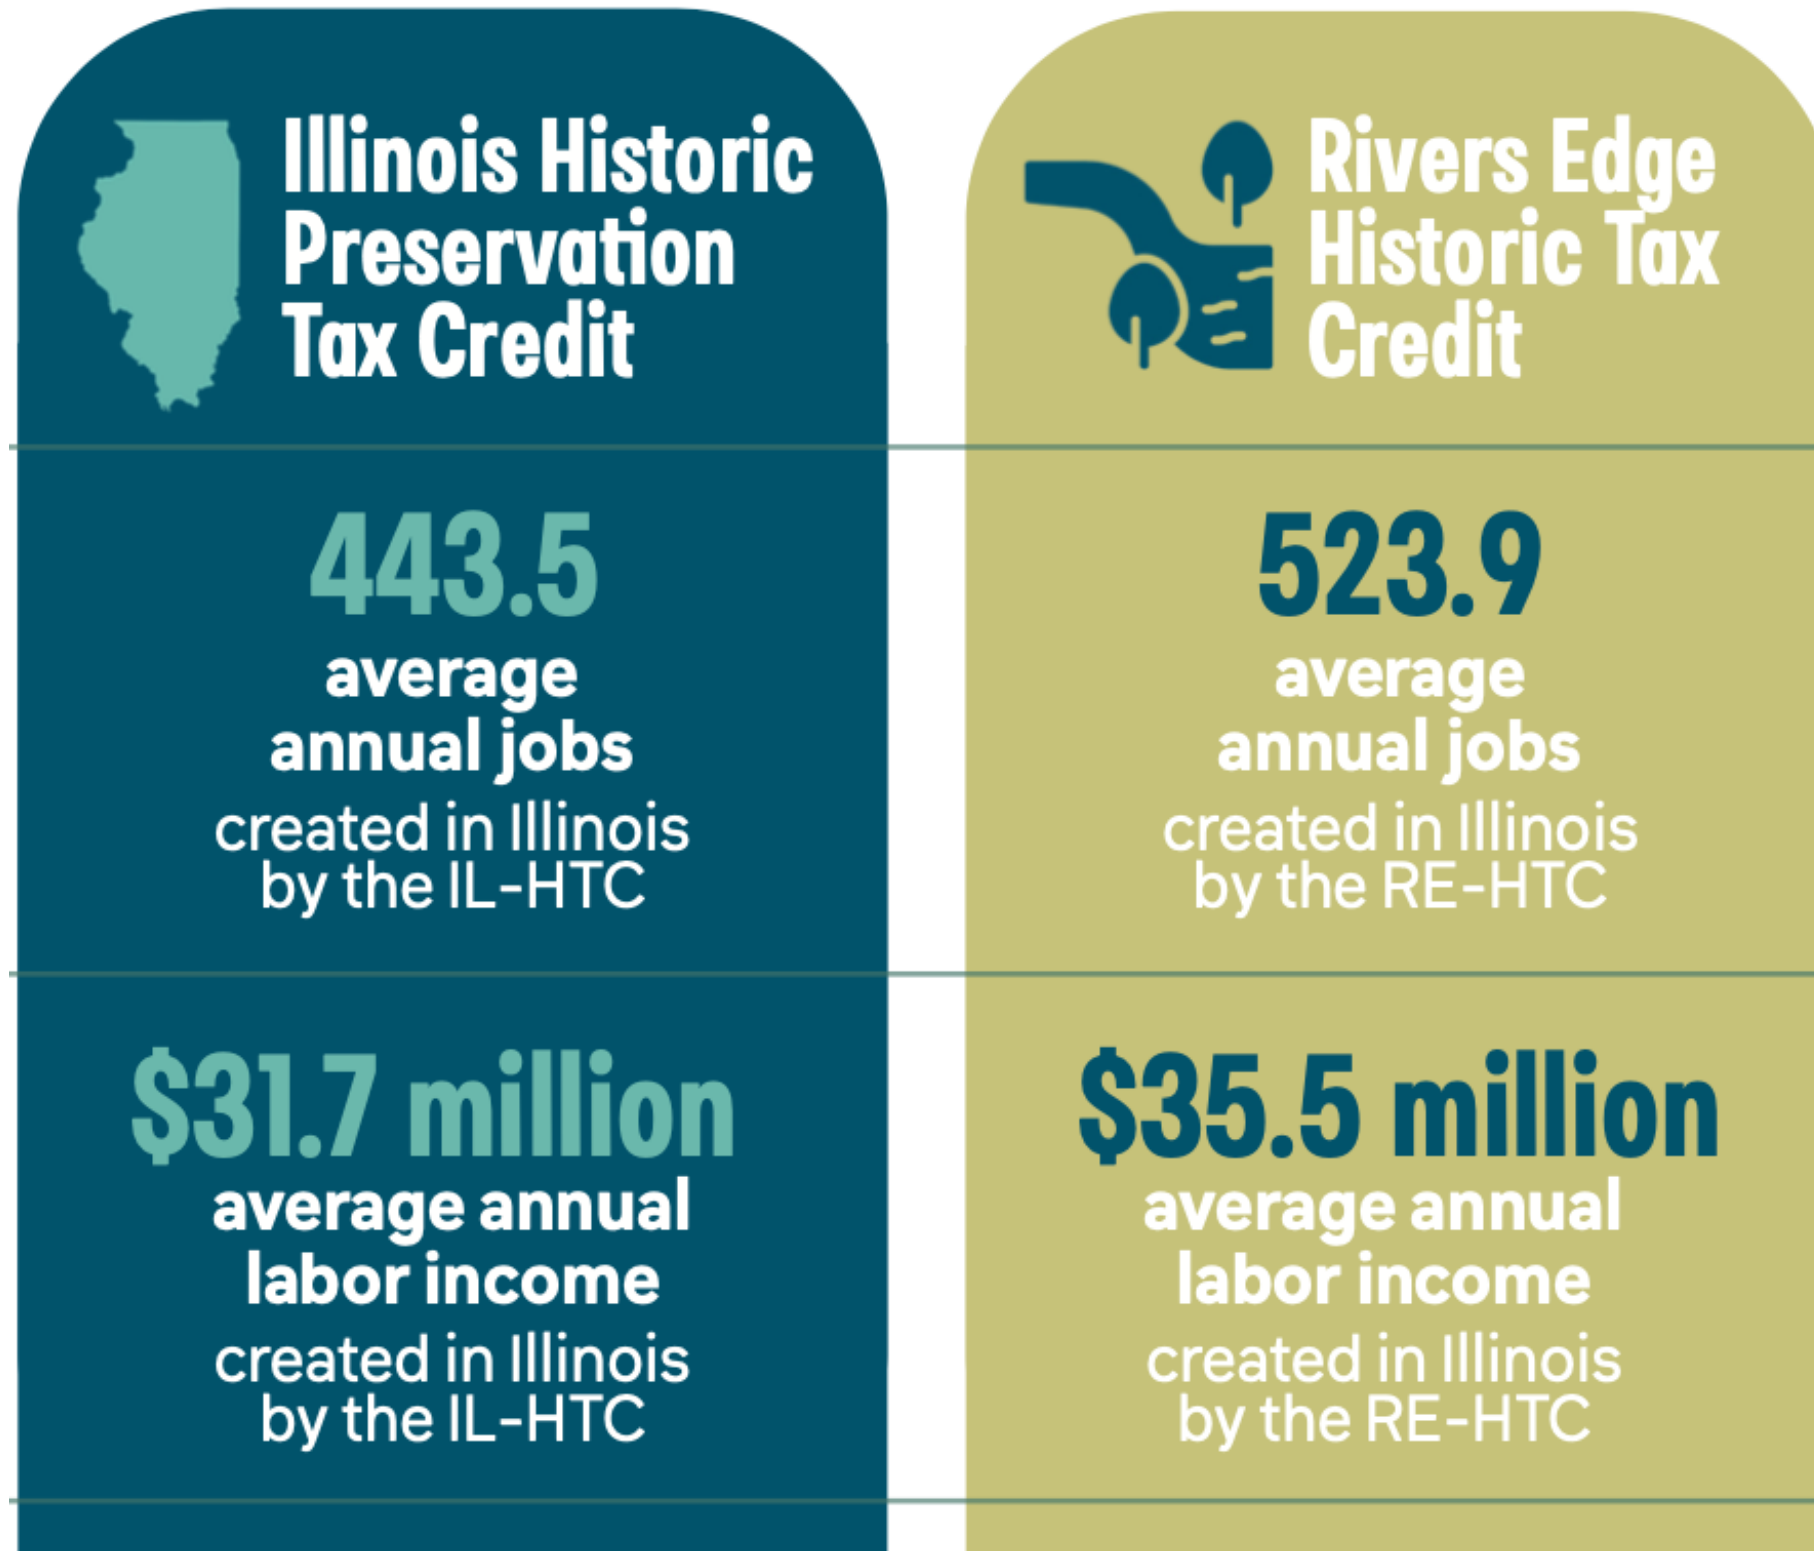 Illinois Historic
Preservation
Tax Credit
443.5
average
annual jobs
created in Illinois
by the IL-HTC
$31.7 million
average annual
labor income
created in Illinois
by the IL-HTC
Rivers Edge
Historic Tax
Credit
523.9
average
annual jobs
created in Illinois
by the RE-HTC
$35.5 million
average annual
labor income
created in Illinois
by the RE-HTC